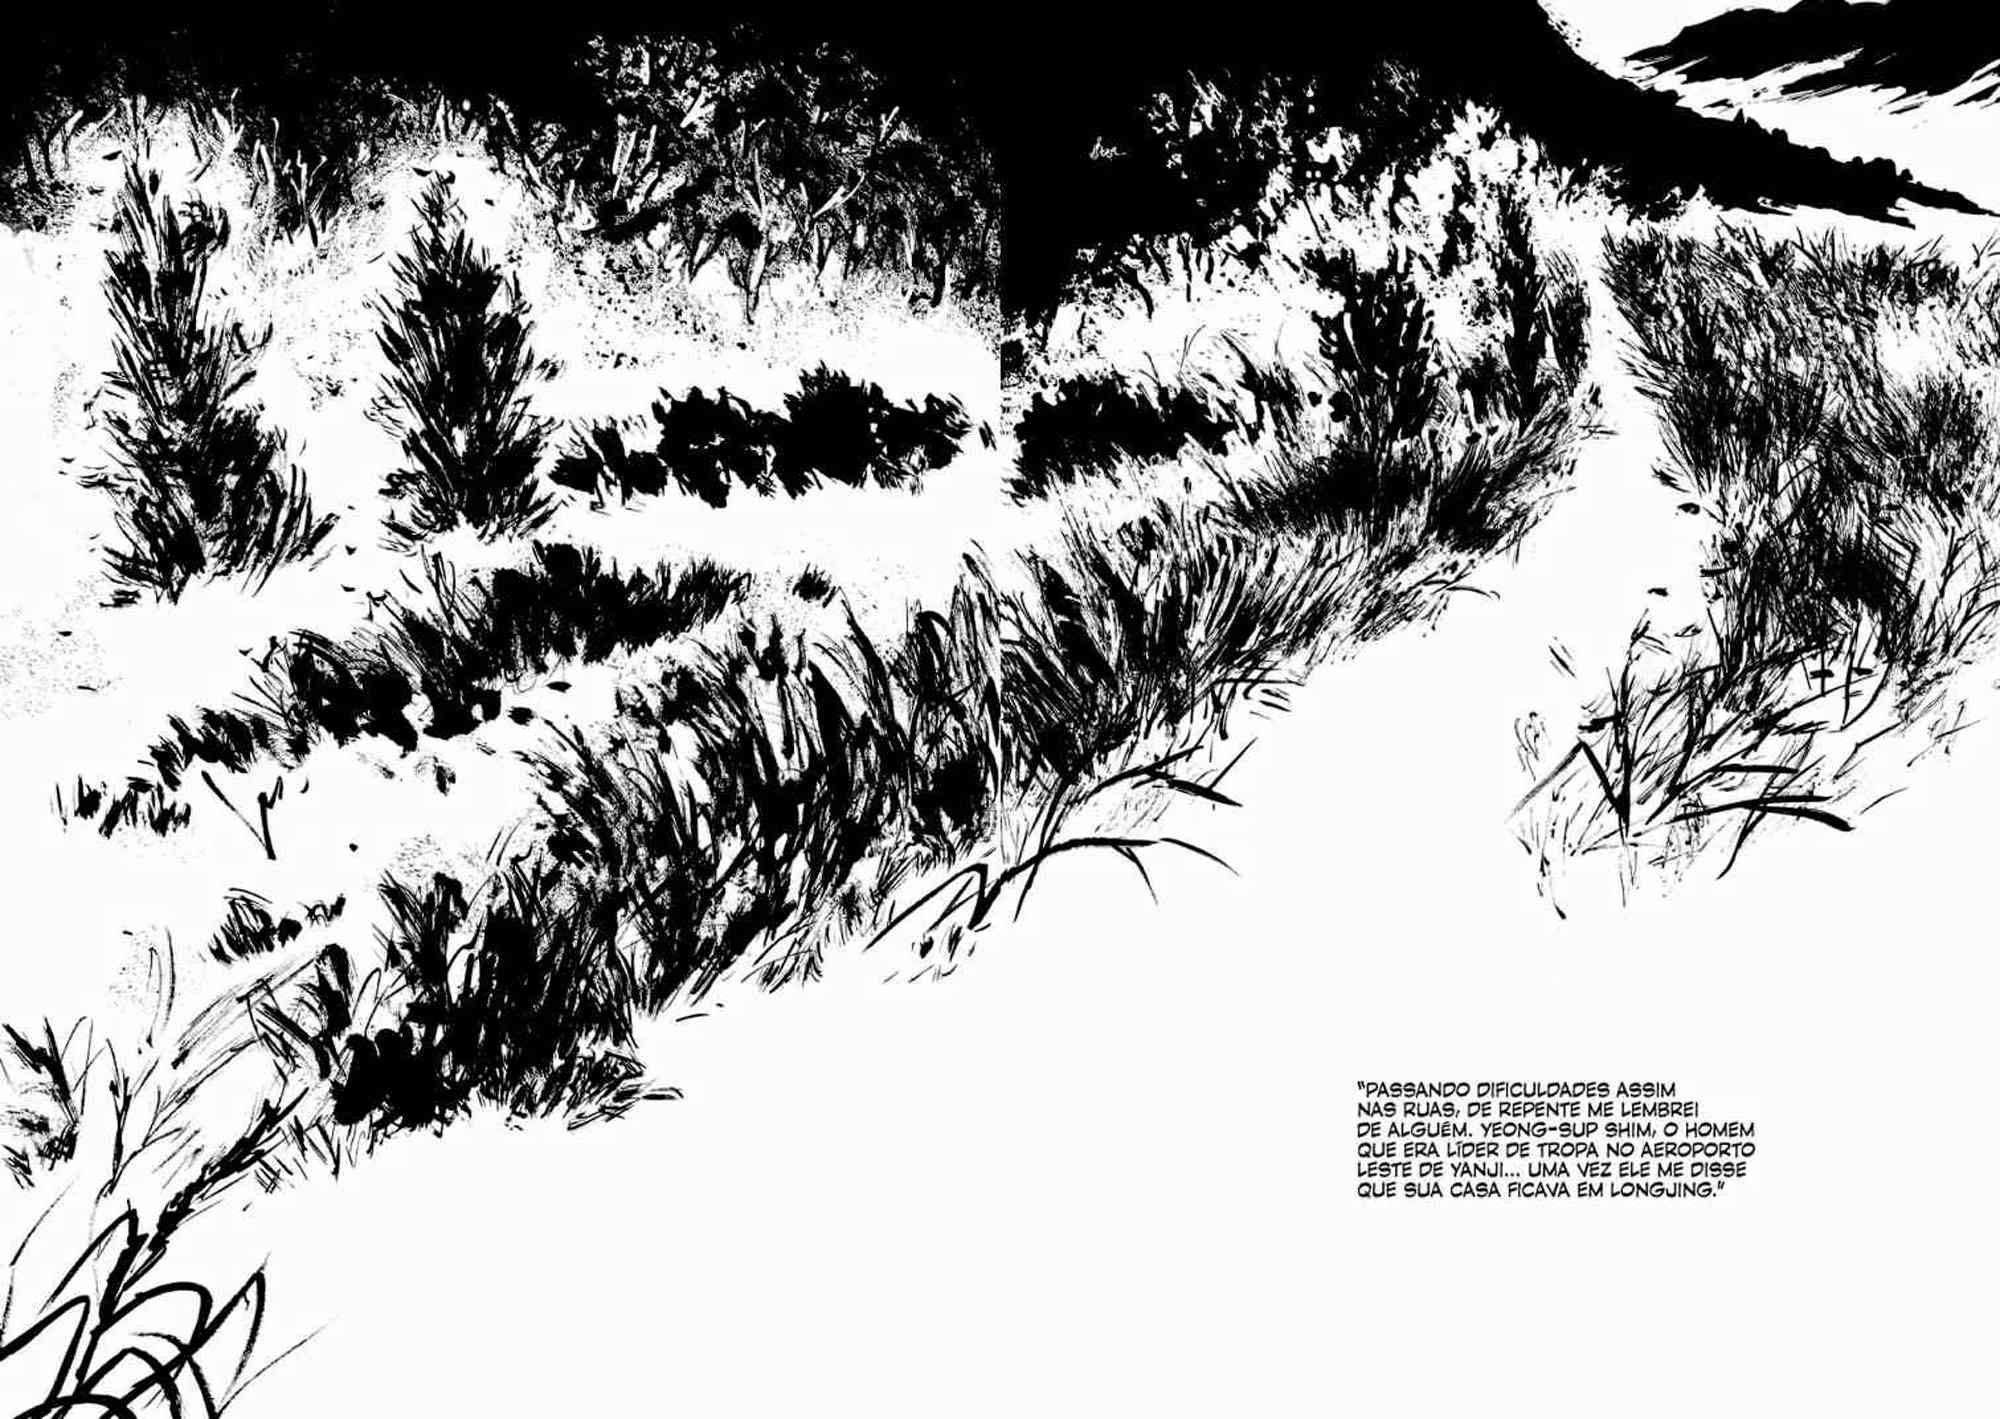 "PASSANDO DIFICULDADES ASSIM
NAS RUAS, DE REPENTE ME LEMBREI
DE ALGUÉM. YEONG-SUP SHIM, O HOMEM
QUE ERA LÍDER DE TROPA NO AEROPORTO
LESTE DE YANJI... UMA VEZ ELE ME DISSE
QUE SUA CASA FICAVA EM LONGJING."